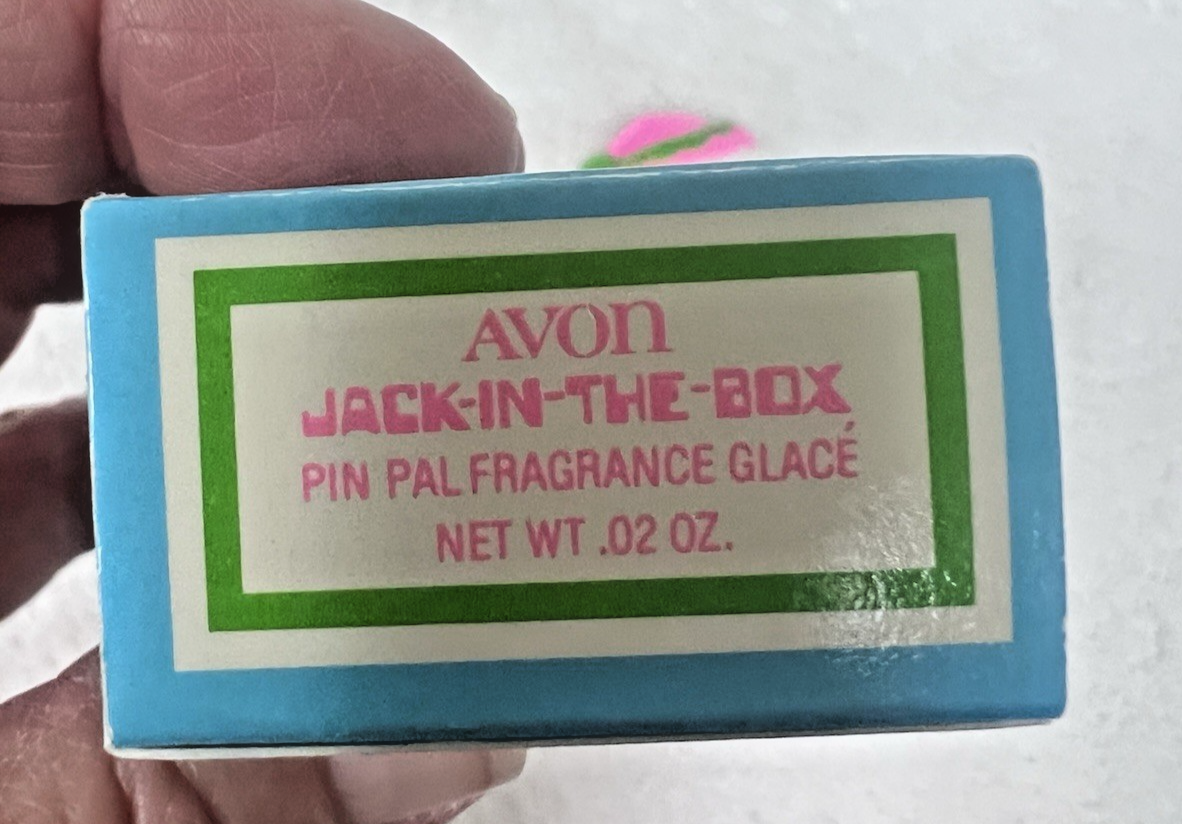 AVON
JACK-IN-THE-BOX
PIN PAL FRAGRANCE GLACÉ
NET WT .02 OZ.